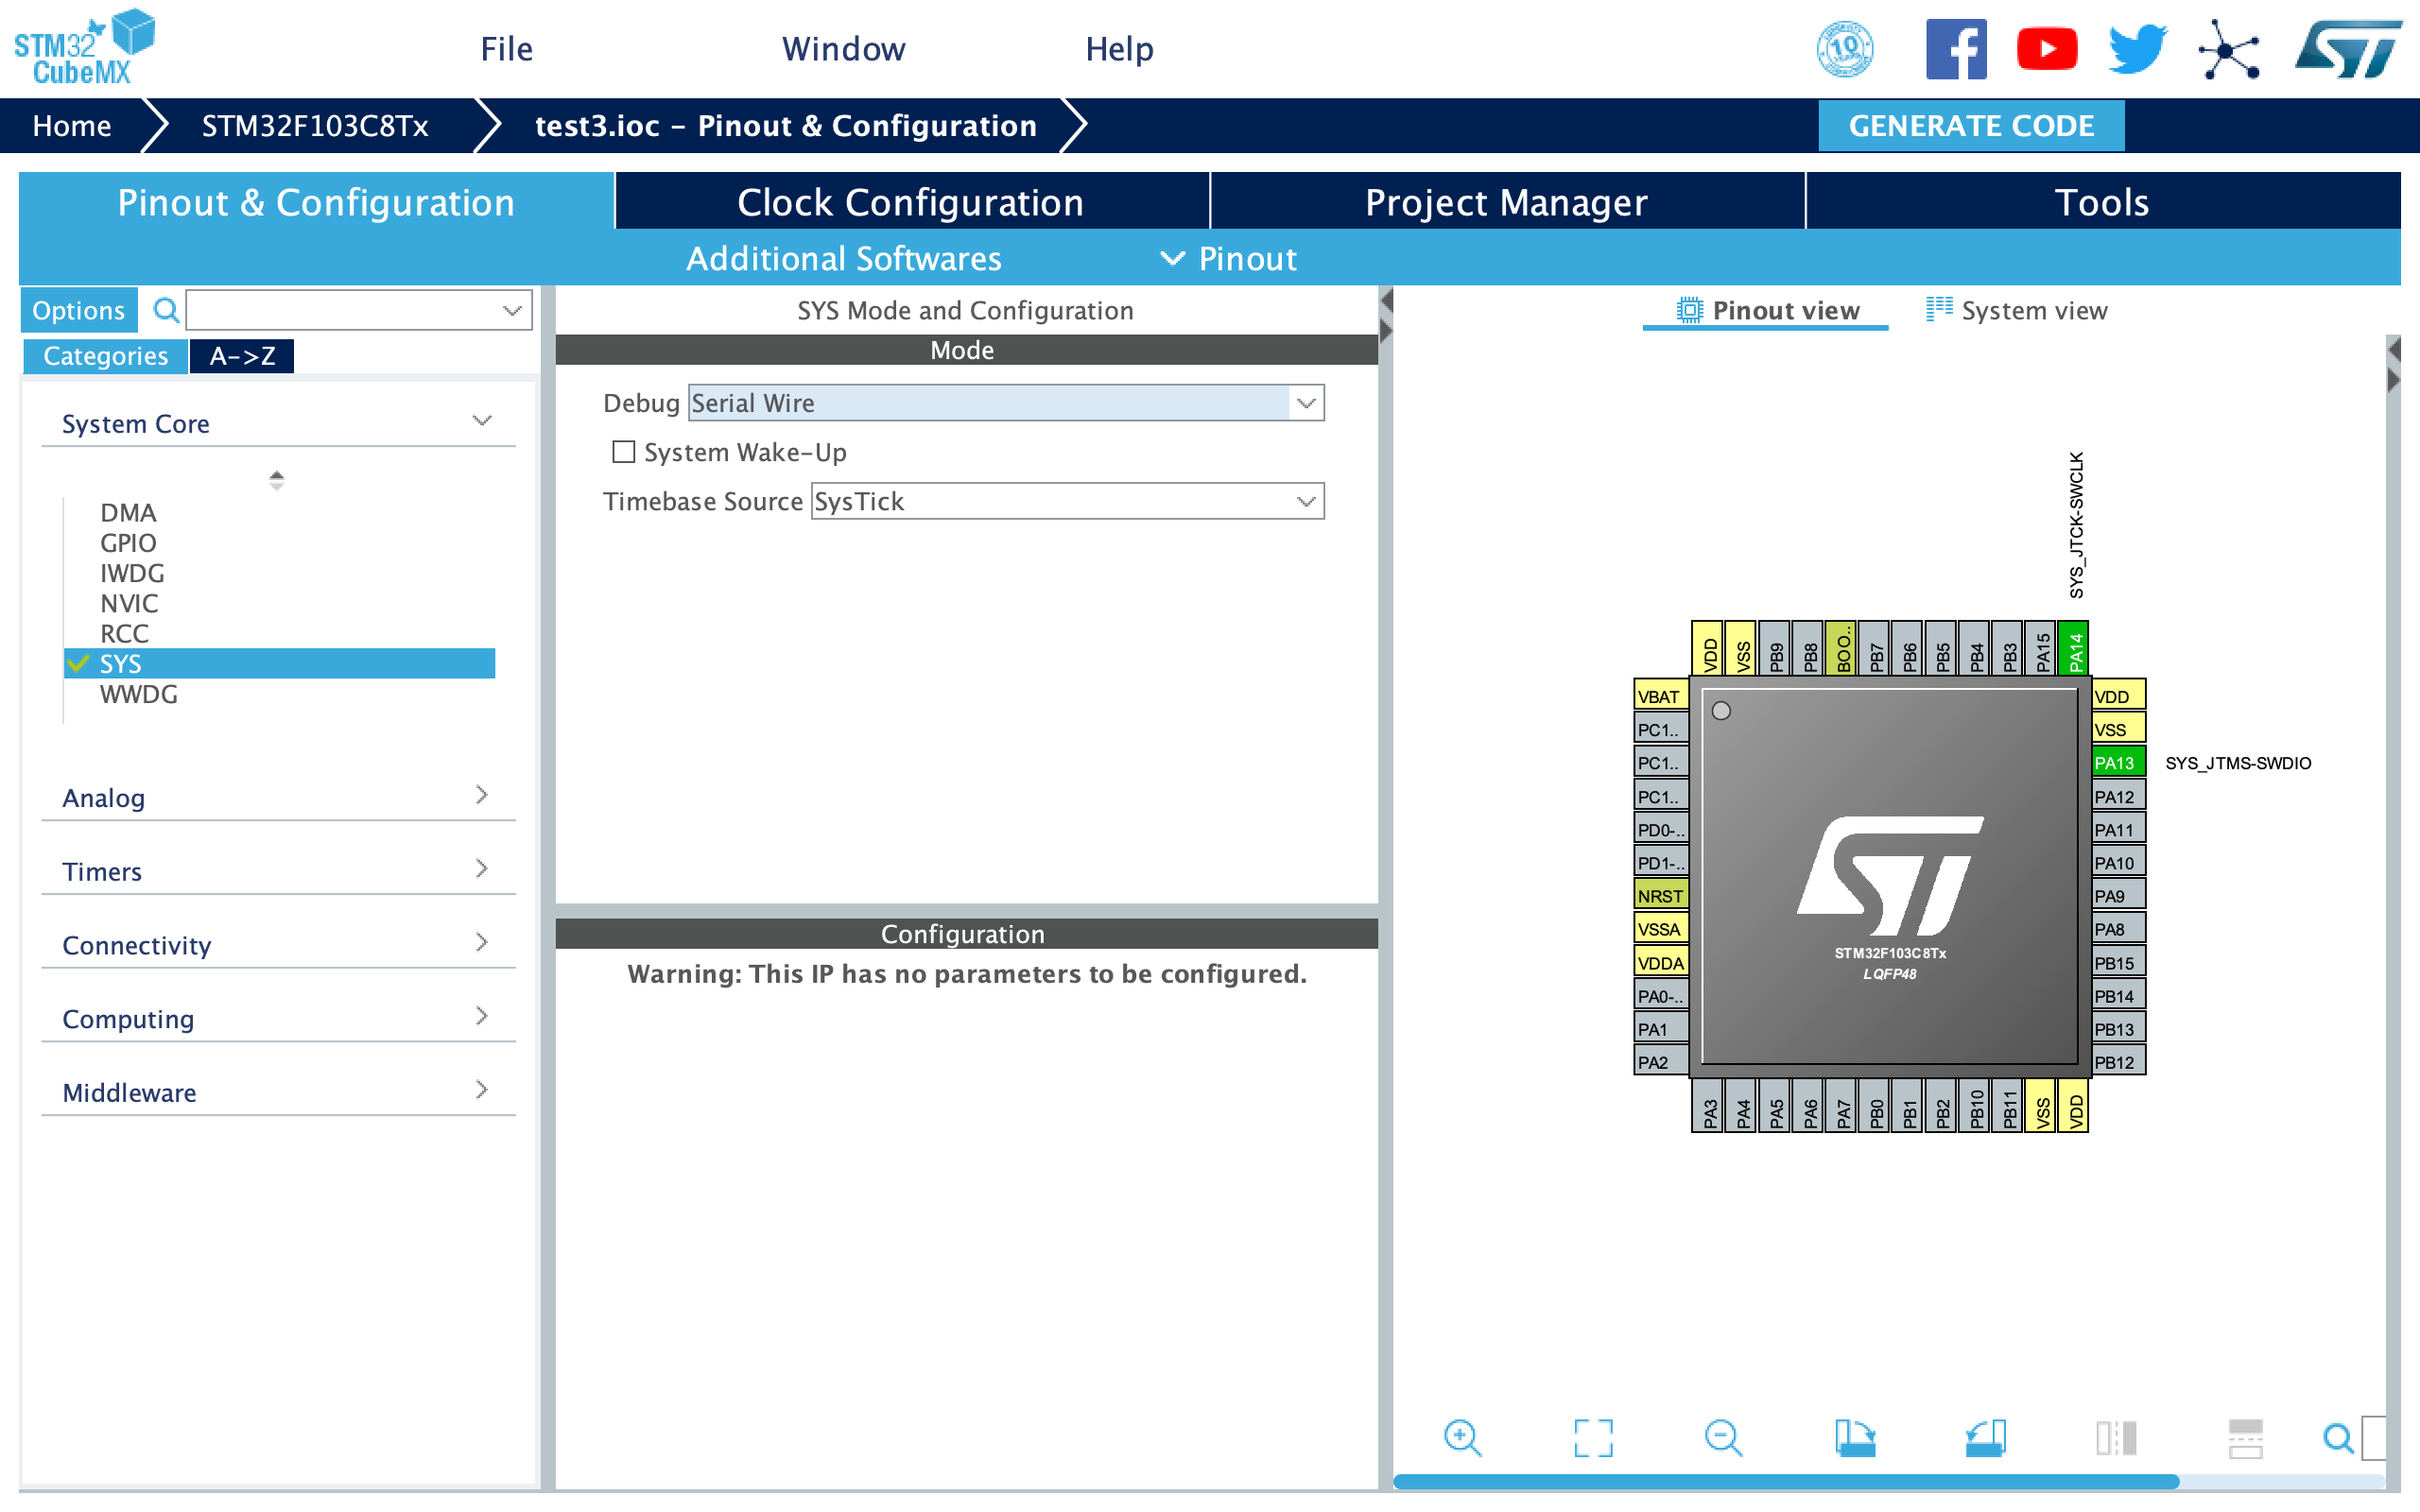 STM32
CubeMX
File
Window
Help
10
YEARS
Home
STM32F103C8Tx
test3.ioc – Pinout & Configuration
GENERATE CODE
Pinout & Configuration
Clock Configuration
Project Manager
Tools
Additional Softwares
Pinout
Options
Categories
A->Z
System Core
DMA
GPIO
IWDG
NVIC
RCC
SYS
WWDG
Analog
Timers
Connectivity
Computing
Middleware
SYS Mode and Configuration
Mode
Debug Serial Wire
System Wake-Up
Timebase Source SysTick
Configuration
Warning: This IP has no parameters to be configured.
Pinout view
System view
SYS_JTCK-SWCLK
VDD
VSS
PB9
PB8
BOO..
PB7
PB6
PB5
PB4
PB3
PA15
PA14
VBAT
PC1..
PC1..
PC1..
PD0-..
PD1-..
NRST
VSSA
VDDA
PA0-..
PA1
PA2
ST
STM32F103C8Tx
LQFP48
VDD
VSS
PA13
SYS_JTMS-SWDIO
PA12
PA11
PA10
PA9
PA8
PB15
PB14
PB13
PB12
PA3
PA4
PA5
PA6
PA7
PB0
PB1
PB2
PB10
PB11
VSS
VDD